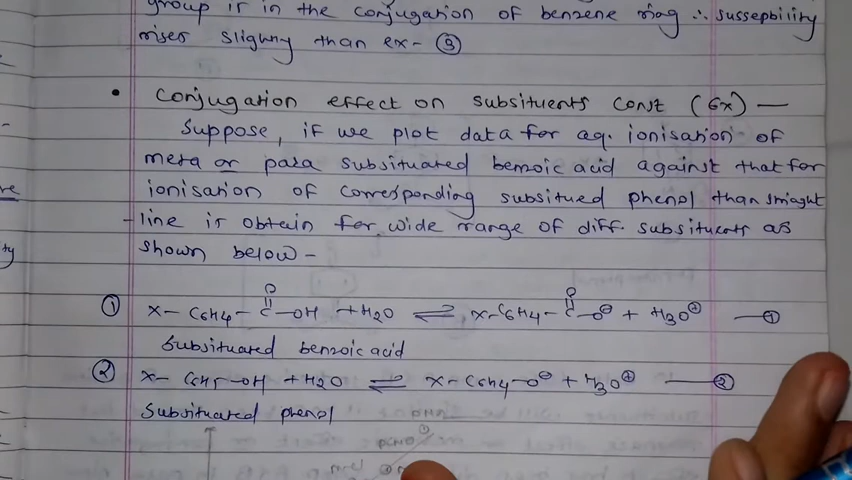 group is in the conjugation of benzene ring ∴ sussepbility
rises slighly than ex- ③
• Conjugation effect on subsituents const (σx) —
Suppose, if we plot data for aq. ionisation of
meta or para subsituated benzoic acid against that for
ionisation of corresponding subsitued phenol than straight
line is obtain for wide range of diff. subsituents as
shown below -
① X- C6H4- C(=O)-OH + H2O ⇌ X-C6H4-C(=O)-O⊖ + H3O⊕ —①
Subsituated benzoic acid
② X- C6H5-OH + H2O ⇌ X-C6H4-O⊖ + H3O⊕ —②
Subsituated phenol